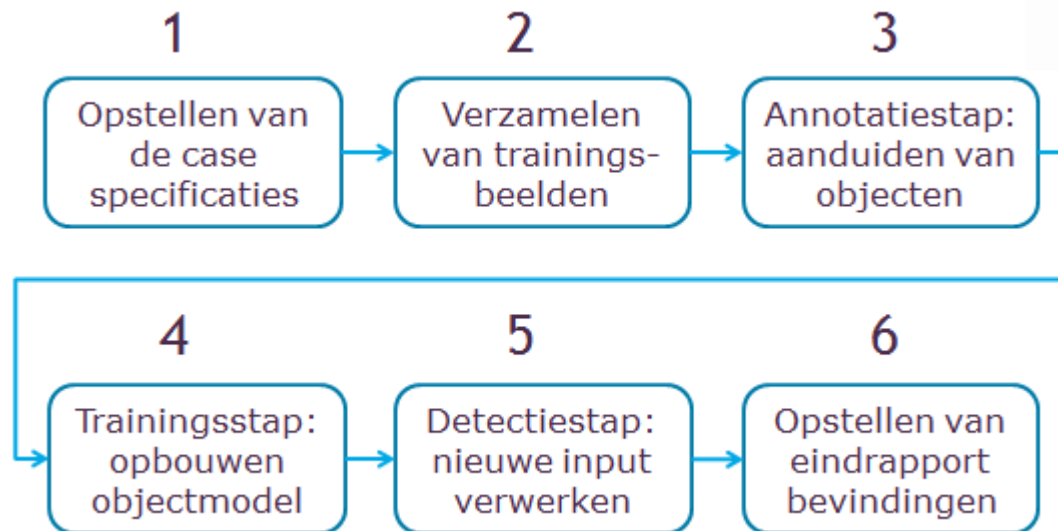 1
2
3
Opstellen van
de case
specificaties
Verzamelen
van trainings-
beelden
Annotatiestap:
aanduiden van
objecten
4
5
6
Trainingsstap:
opbouwen
objectmodel
Detectiestap:
nieuwe input
verwerken
Opstellen van
eindrapport
bevindingen